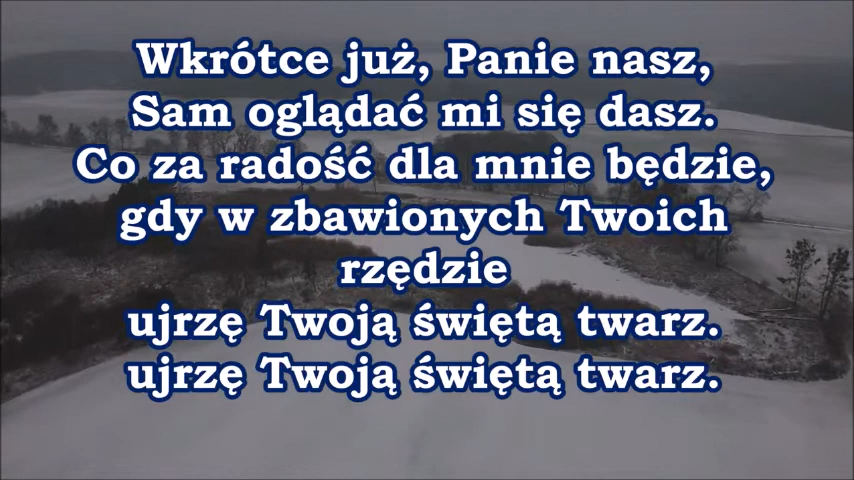 Wkrótce już, Panie nasz,
Sam oglądać mi się dasz.
Co za radość dla mnie będzie,
gdy w zbawionych Twoich
rzędzie
ujrzę Twoją świętą twarz.
ujrzę Twoją świętą twarz.